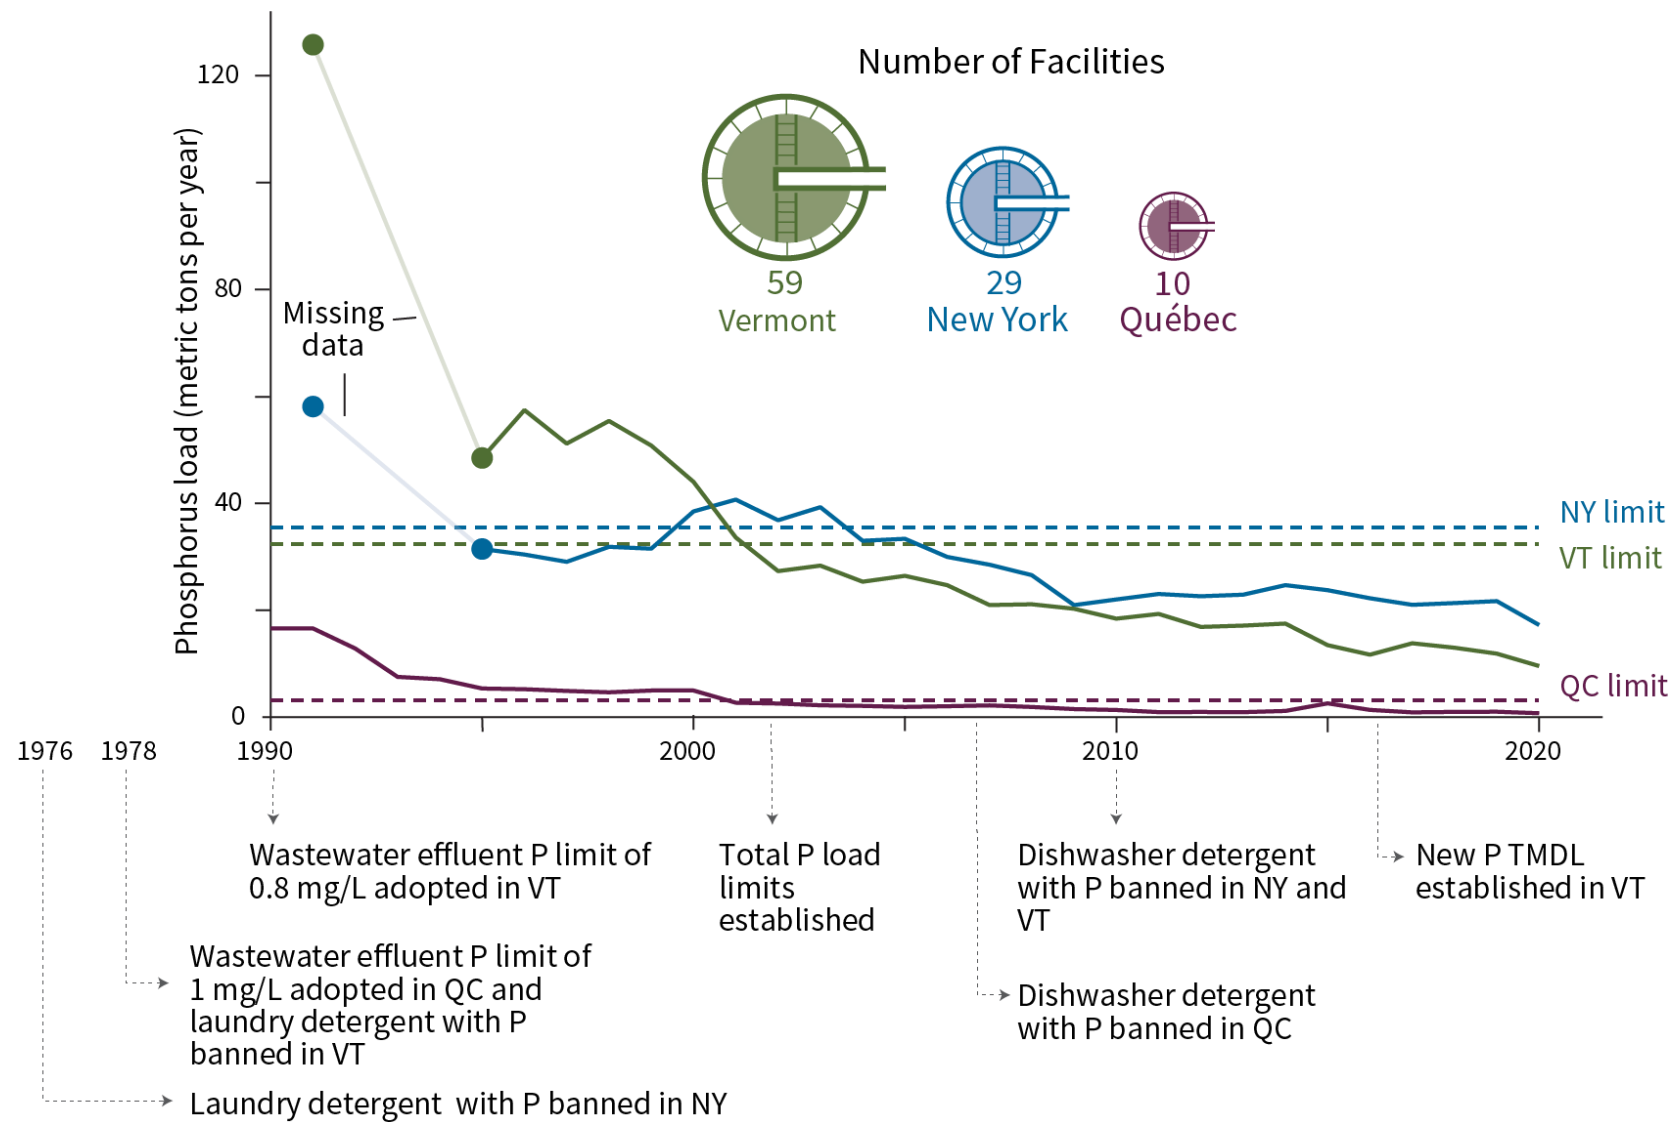 Number of Facilities
59
Vermont
29
New York
10
Québec
Phosphorus load (metric tons per year)
120
80
40
0
Missing
data
NY limit
VT limit
QC limit
1976
1978
1990
2000
2010
2020
Wastewater effluent P limit of
0.8 mg/L adopted in VT
Total P load
limits
established
Dishwasher detergent
with P banned in NY and
VT
New P TMDL
established in VT
Wastewater effluent P limit of
1 mg/L adopted in QC and
laundry detergent with P
banned in VT
Dishwasher detergent
with P banned in QC
Laundry detergent  with P banned in NY